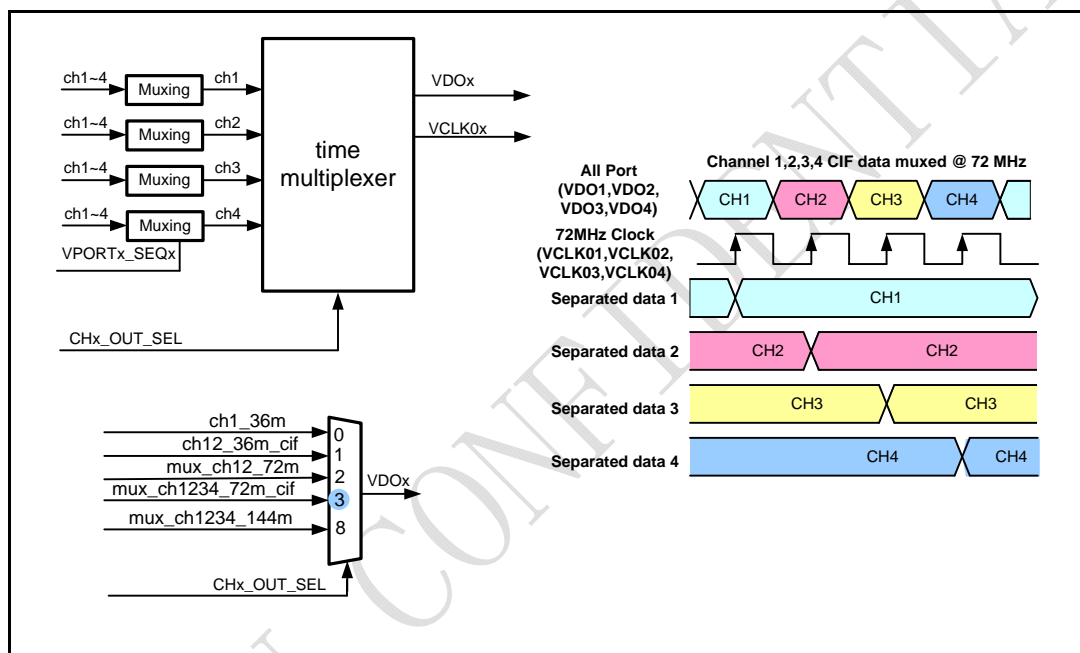 ch1~4
Muxing
ch1
ch1~4
Muxing
ch2
ch1~4
Muxing
ch3
ch1~4
Muxing
ch4
VPORTx_SEQx
time
multiplexer
VDOx
VCLK0x
CHx_OUT_SEL
ch1_36m
0
ch12_36m_cif
1
mux_ch12_72m
2
mux_ch1234_72m_cif
3
mux_ch1234_144m
8
VDOx
CHx_OUT_SEL
Channel 1,2,3,4 CIF data muxed @ 72 MHz
All Port
(VDO1,VDO2,
VDO3,VDO4)
CH1 CH2 CH3 CH4
72MHz Clock
(VCLK01,VCLK02,
VCLK03,VCLK04)
Separated data 1
CH1
Separated data 2
CH2 CH2
Separated data 3
CH3 CH3
Separated data 4
CH4 CH4
CONFIDENTIA